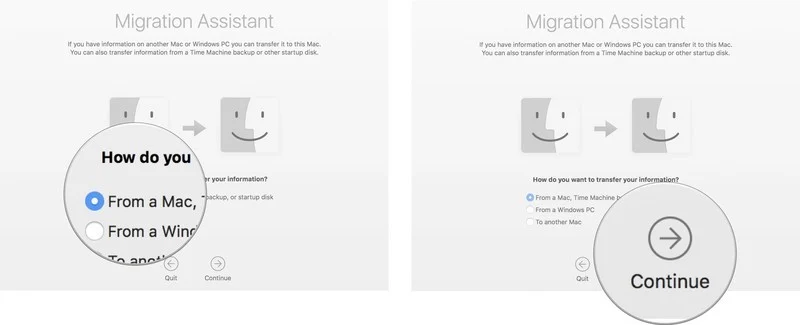 Migration Assistant
If you have information on another Mac or Windows PC you can transfer it to this Mac.
You can also transfer information from a Time Machine backup or other startup disk.
How do you
er your information?
From a Mac,
backup, or startup disk
From a Wind
To anoth
Quit
Continue
Migration Assistant
If you have information on another Mac or Windows PC you can transfer it to this Mac.
You can also transfer information from a Time Machine backup or other startup disk.
How do you want to transfer your information?
From a Mac, Time Machine b
From a Windows PC
To another Mac
Quit
Continue